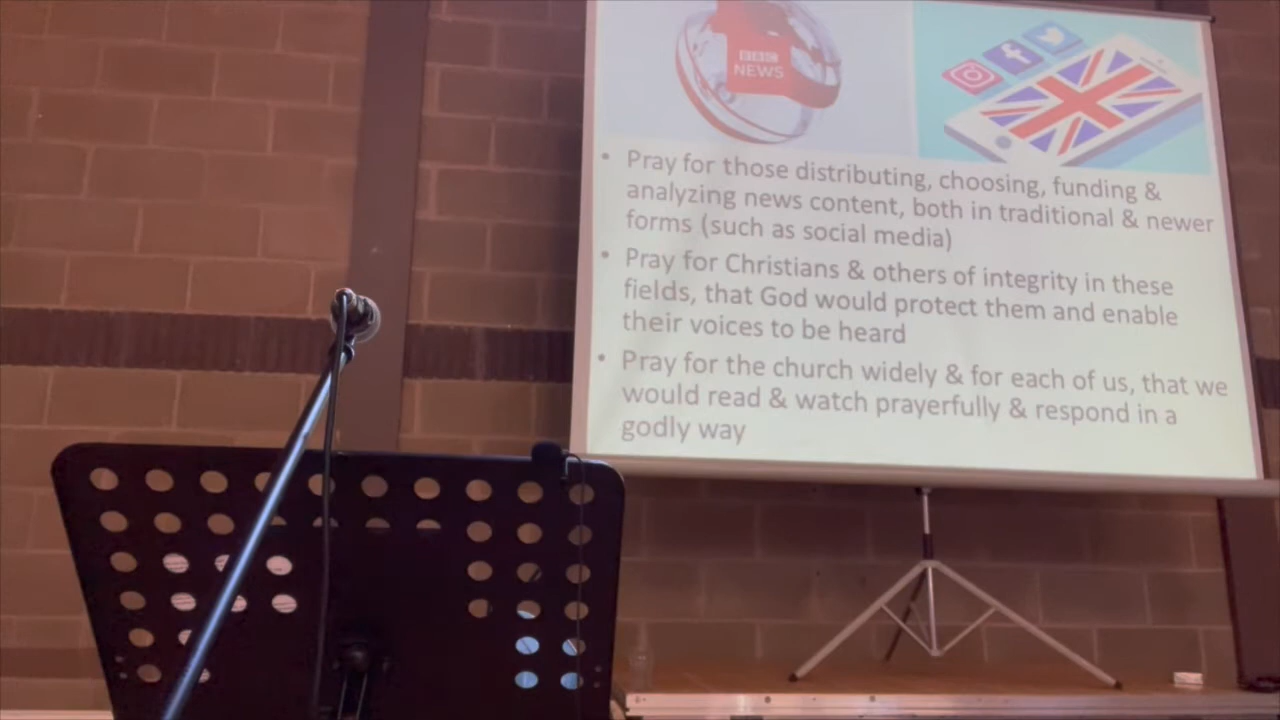 BBC
NEWS
• Pray for those distributing, choosing, funding &
analyzing news content, both in traditional & newer
forms (such as social media)
• Pray for Christians & others of integrity in these
fields, that God would protect them and enable
their voices to be heard
• Pray for the church widely & for each of us, that we
would read & watch prayerfully & respond in a
godly way